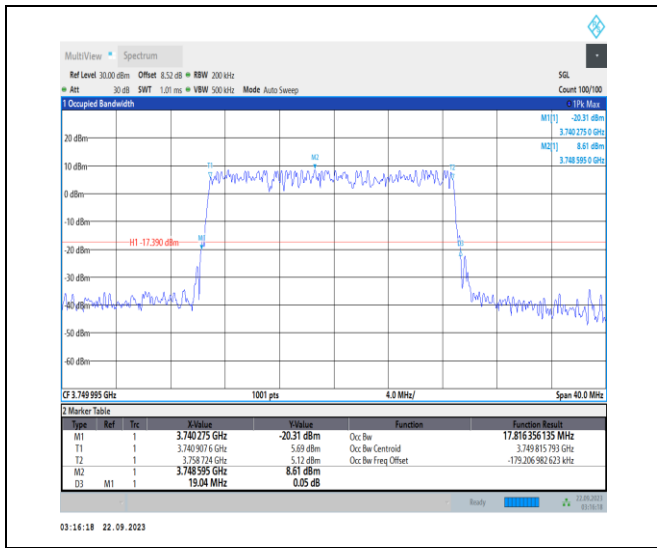 MultiView Spectrum
Ref Level 30.00 dBm Offset 8.52 dB RBW 200 kHz SGL
Att 30 dB SWT 1.01 ms VBW 500 kHz Mode Auto Sweep Count 100/100
1 Occupied Bandwidth 1Pk Max
M1[1] -20.31 dBm
3.740 275 0 GHz
M2[1] 8.61 dBm
3.748 595 0 GHz
20 dBm
10 dBm
T1 M2 T2
0 dBm
-10 dBm
H1 -17.390 dBm M1 D3
-20 dBm
-30 dBm
-40 dBm
-50 dBm
-60 dBm
CF 3.749 995 GHz 1001 pts 4.0 MHz/ Span 40.0 MHz
2 Marker Table
Type Ref Trc X-Value Y-Value Function Function Result
M1 1 3.740 275 GHz -20.31 dBm Occ Bw 17.816 356 135 MHz
T1 1 3.740 907 6 GHz 5.69 dBm Occ Bw Centroid 3.749 815 793 GHz
T2 1 3.758 724 GHz 5.12 dBm Occ Bw Freq Offset -179.206 982 623 kHz
M2 1 3.748 595 GHz 8.61 dBm
D3 M1 1 19.04 MHz 0.05 dB
Ready 22.09.2023
03:16:18
03:16:18 22.09.2023